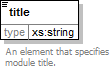 title
type xs:string
An element that specifies
module title.